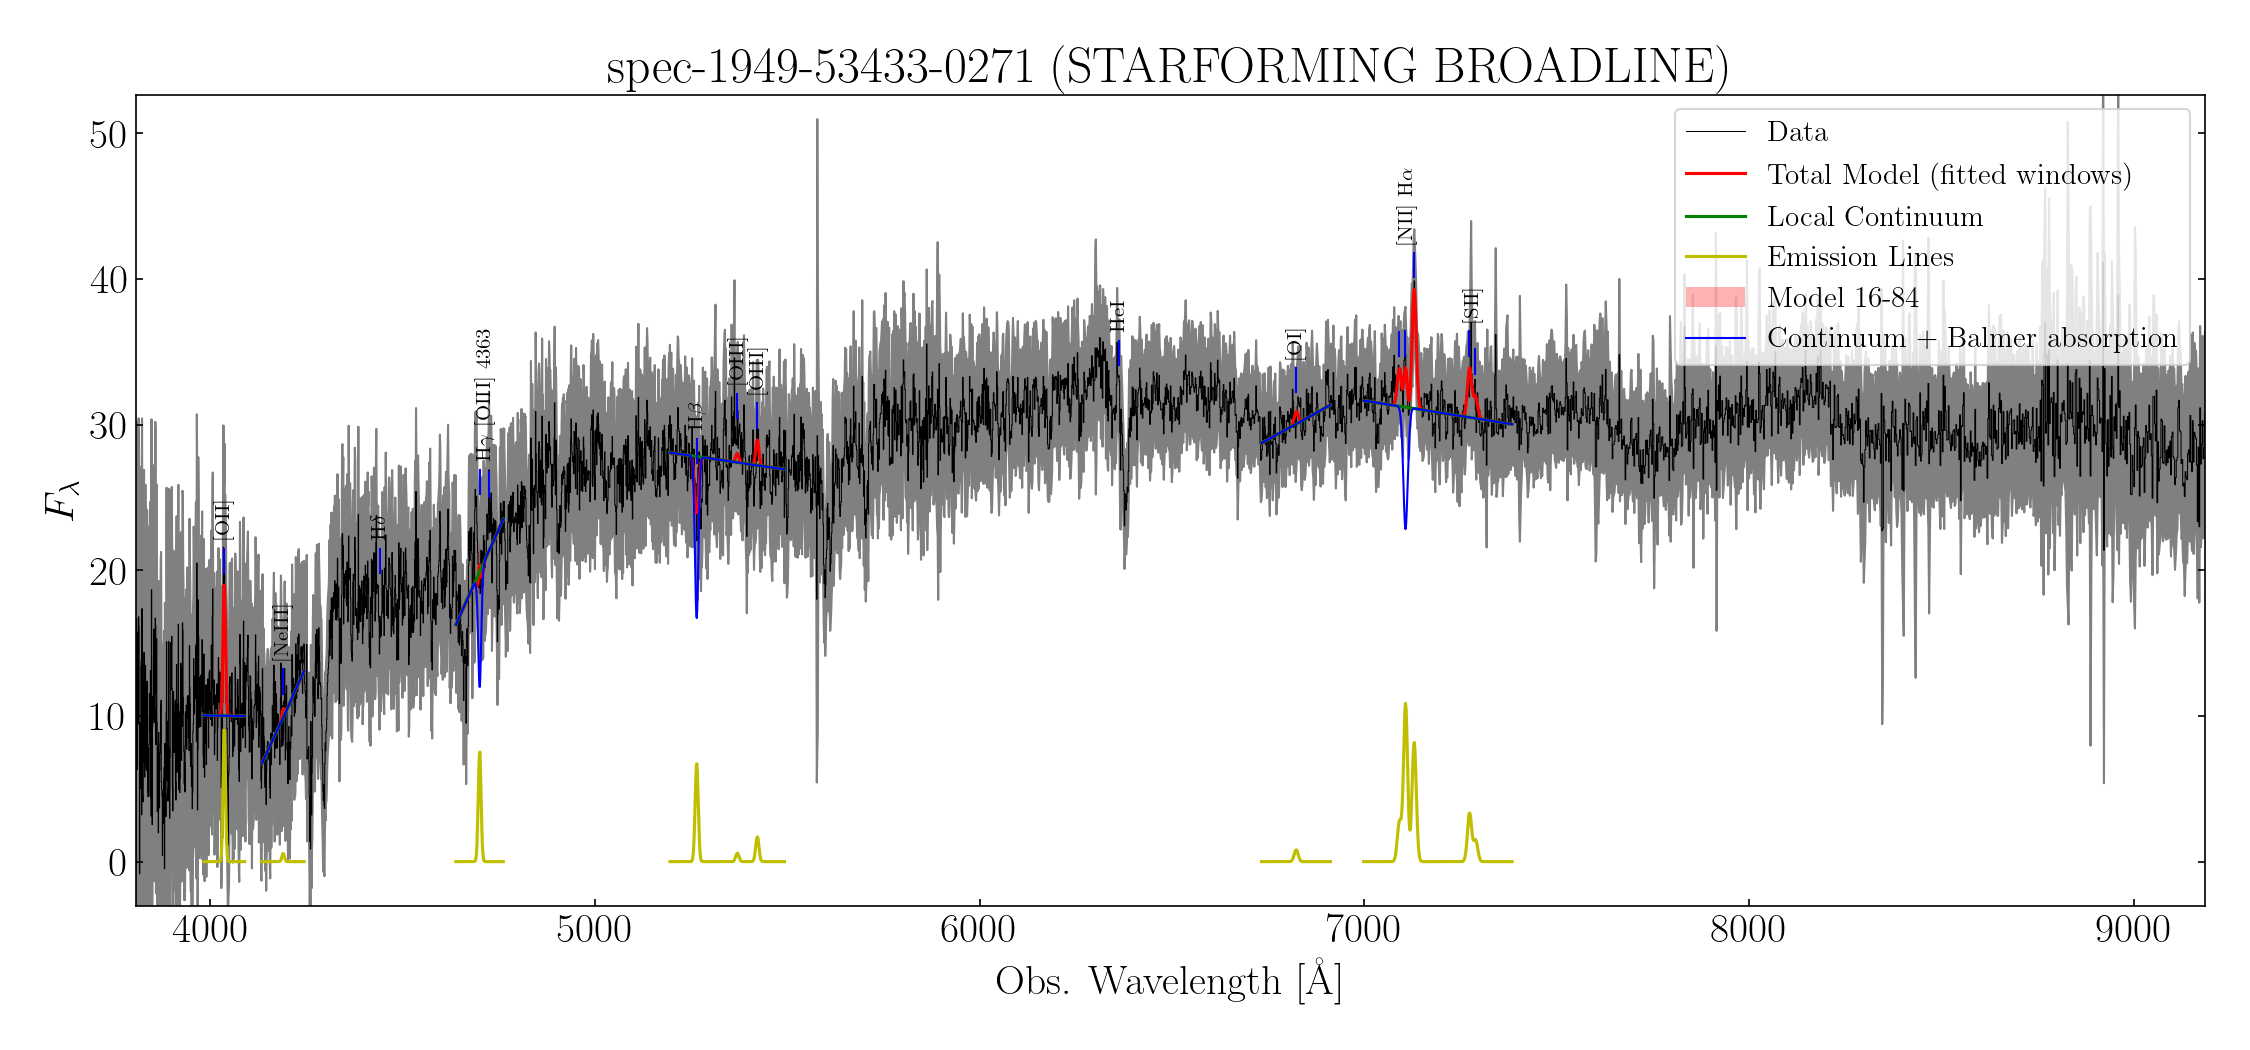 spec-1949-53433-0271 (STARFORMING BROADLINE)
Data
Total Model (fitted windows)
Local Continuum
Emission Lines
Model 16-84
Continuum + Balmer absorption
[OII]
[NeIII]
Hδ
Hγ [OIII] 4363
Hβ
[OIII]
[OIII]
HeI
[OI]
[NII] Hα
[SII]
50
40
30
20
10
0
Fλ
4000 5000 6000 7000 8000 9000
Obs. Wavelength [Å]